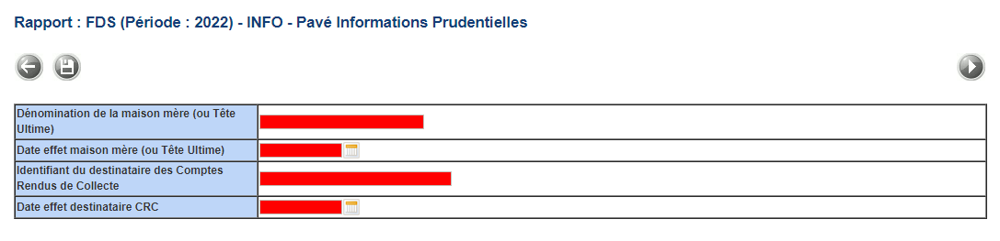 Rapport : FDS (Période : 2022) - INFO - Pavé Informations Prudentielles
Dénomination de la maison mère (ou Tête
Ultime)
Date effet maison mère (ou Tête Ultime)
Identifiant du destinataire des Comptes
Rendus de Collecte
Date effet destinataire CRC